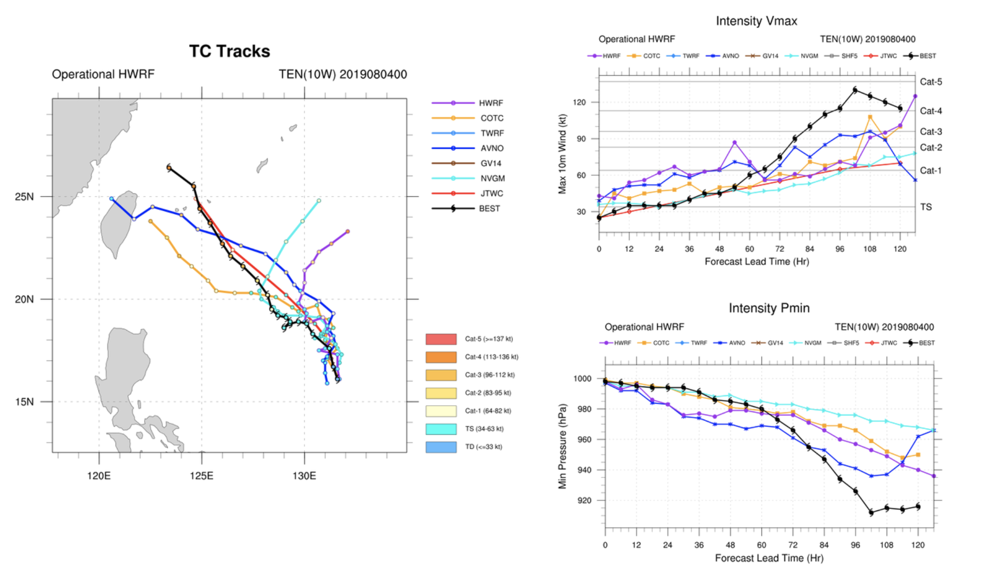 TC Tracks
Operational HWRF TEN(10W) 2019080400
25N
20N
15N
120E 125E 130E
HWRF
COTC
TWRF
AVNO
GV14
NVGM
JTWC
BEST
Cat-5 (>=137 kt)
Cat-4 (113-136 kt)
Cat-3 (96-112 kt)
Cat-2 (83-95 kt)
Cat-1 (64-82 kt)
TS (34-63 kt)
TD (<=33 kt)
Intensity Vmax
Operational HWRF TEN(10W) 2019080400
HWRF COTC TWRF AVNO GV14 NVGM SHF5 JTWC BEST
Max 10m Wind (kt)
120
90
60
30
Cat-5
Cat-4
Cat-3
Cat-2
Cat-1
TS
0 12 24 36 48 60 72 84 96 108 120
Forecast Lead Time (Hr)
Intensity Pmin
Operational HWRF TEN(10W) 2019080400
HWRF COTC TWRF AVNO GV14 NVGM SHF5 JTWC BEST
Min Pressure (hPa)
1000
980
960
940
920
0 12 24 36 48 60 72 84 96 108 120
Forecast Lead Time (Hr)